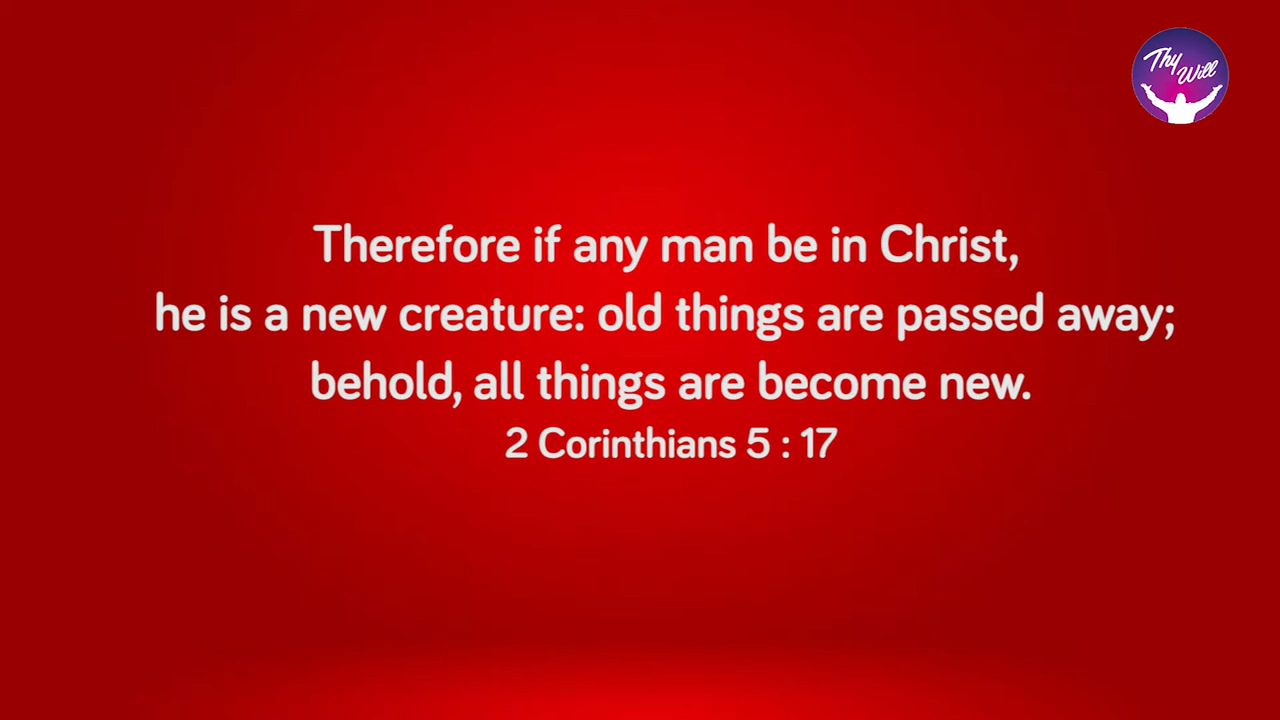 Thy Will
Therefore if any man be in Christ,
he is a new creature: old things are passed away;
behold, all things are become new.
2 Corinthians 5 : 17